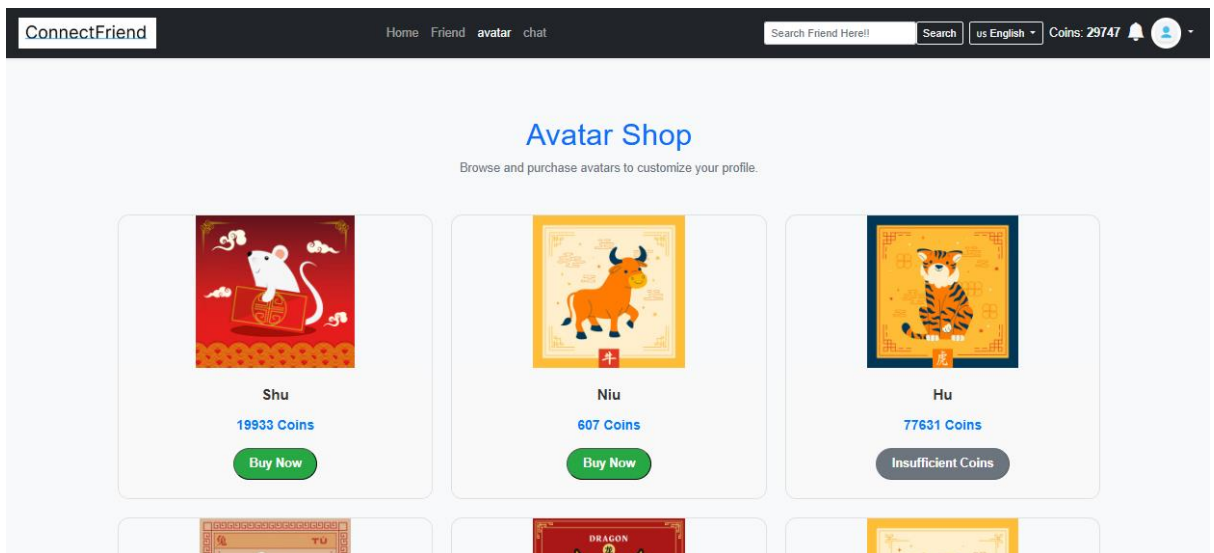 ConnectFriend
Home Friend avatar chat
Search Friend Here!!
Search
us English
Coins: 29747
Avatar Shop
Browse and purchase avatars to customize your profile.
牛
虎
Shu
Niu
Hu
19933 Coins
607 Coins
77631 Coins
Buy Now
Buy Now
Insufficient Coins
兔
TÙ
DRAGON